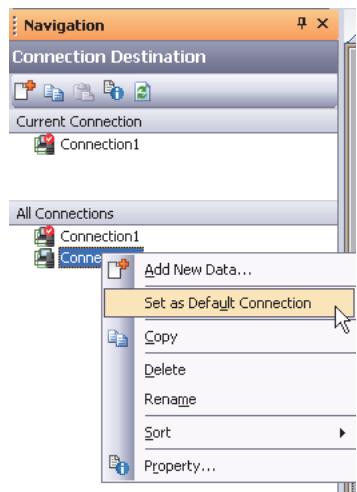 Navigation
Connection Destination
Current Connection
Connection1
All Connections
Connection1
Conne
Add New Data...
Set as Default Connection
Copy
Delete
Rename
Sort
Property...